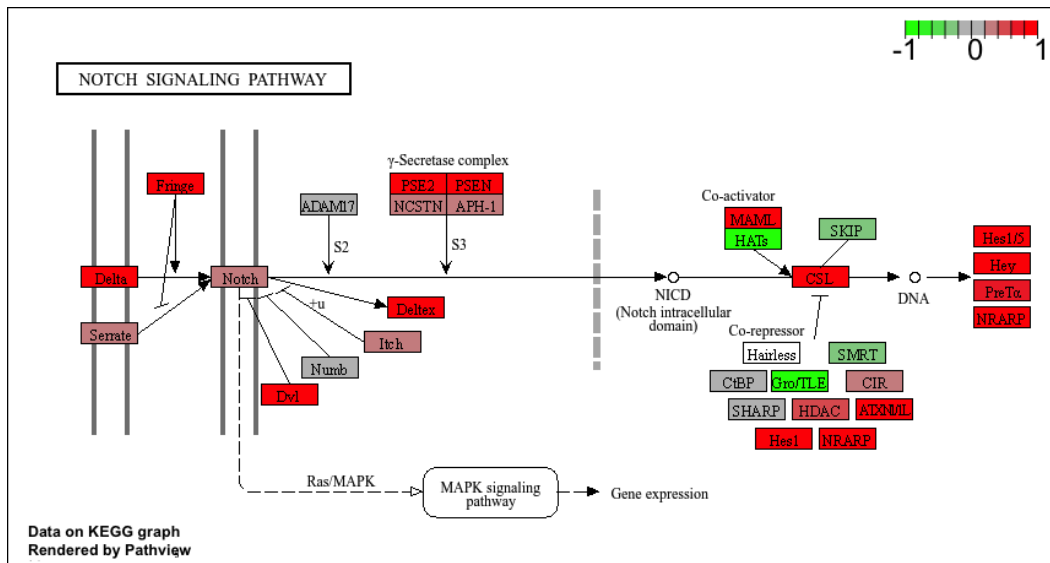 -1 0 1
NOTCH SIGNALING PATHWAY
γ-Secretase complex
Fringe
PSE2 PSEN
NCSTN APH-1
ADAM17
Co-activator
MAML
HATs
SKIP
S2
S3
Hes1/5
Delta
Notch
CSL
Hey
NICD
(Notch intracellular
domain)
DNA
PreTα
+u
Deltex
NRARP
Serrate
Itch
Co-repressor
Hairless
SMRT
Numb
CtBP
Gro/TLE
CIR
Dvl
SHARP
HDAC
ATXN1/1L
Hes1
NRARP
Ras/MAPK
MAPK signaling
pathway
Gene expression
Data on KEGG graph
Rendered by Pathview